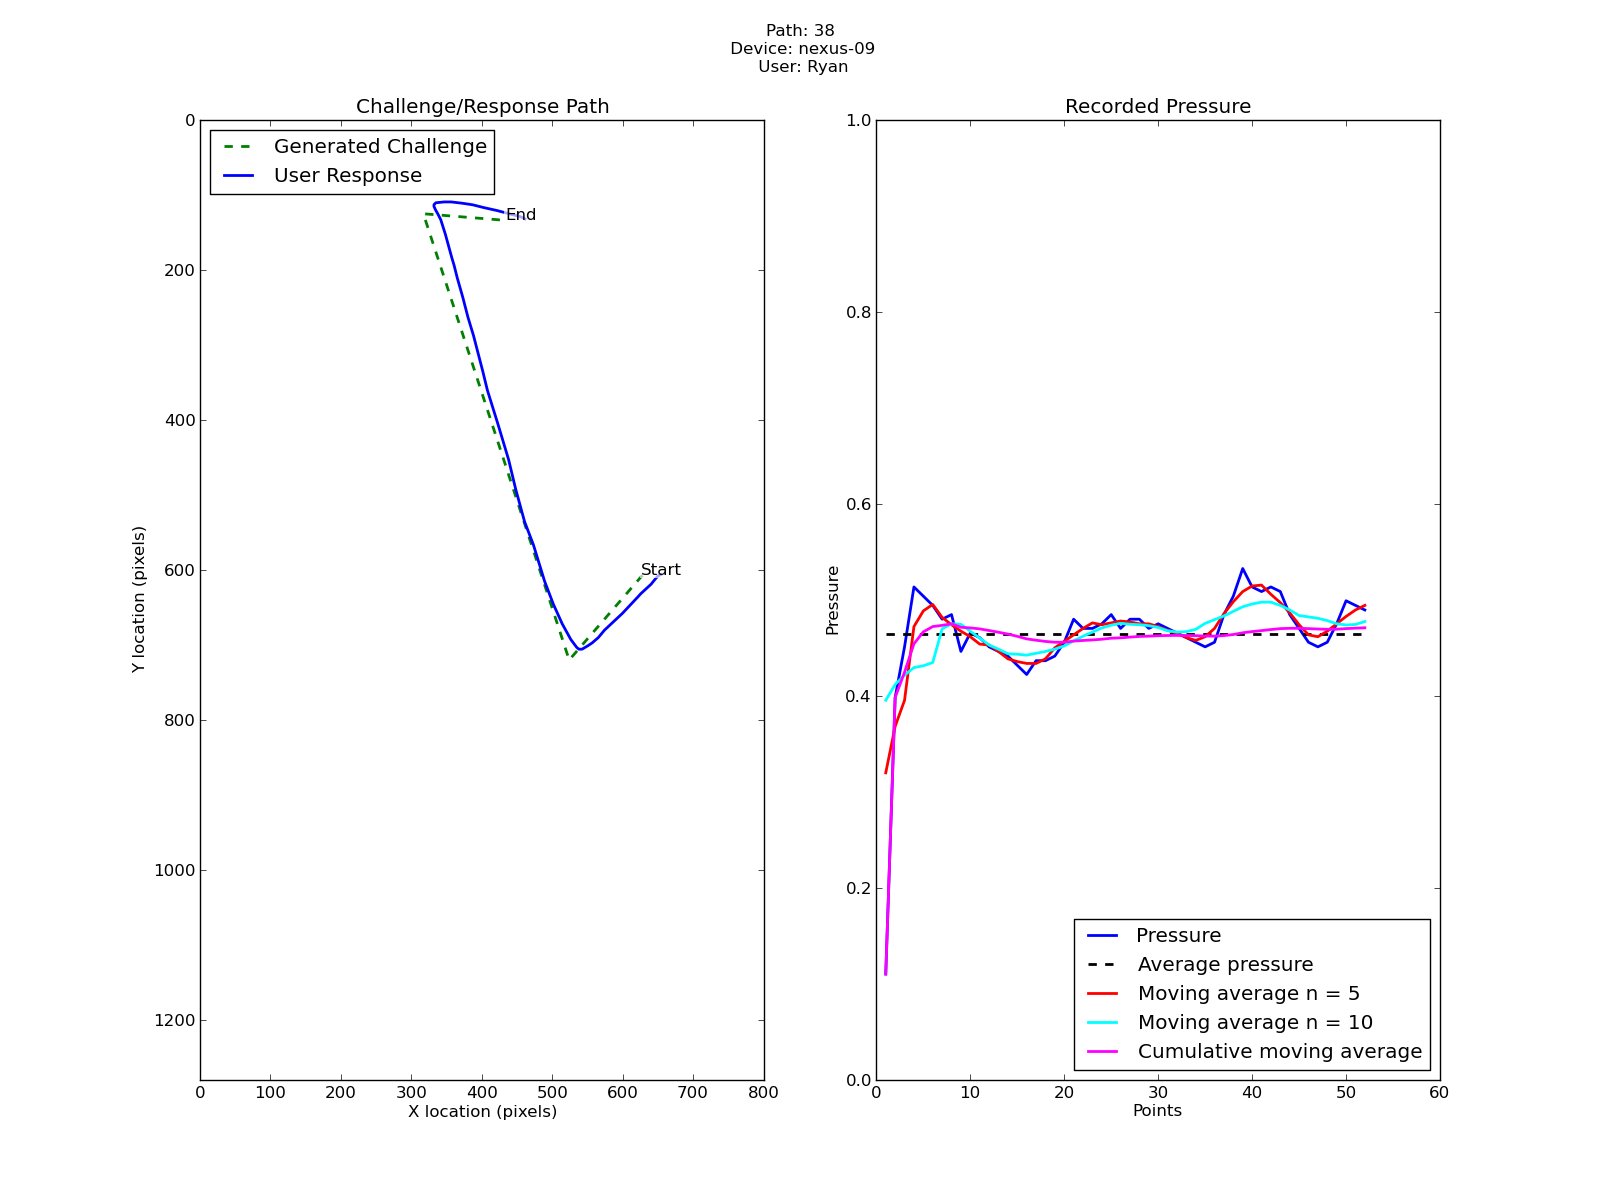 Path: 38
Device: nexus-09
User: Ryan
Challenge/Response Path
Generated Challenge
User Response
End
Start
0
200
400
600
800
1000
1200
Y location (pixels)
0 100 200 300 400 500 600 700 800
X location (pixels)
Recorded Pressure
1.0
0.8
0.6
0.4
0.2
0.0
Pressure
Pressure
Average pressure
Moving average n = 5
Moving average n = 10
Cumulative moving average
0 10 20 30 40 50 60
Points